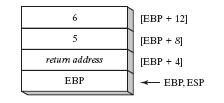 6 [EBP + 12]
5 [EBP + 8]
return address [EBP + 4]
EBP EBP, ESP